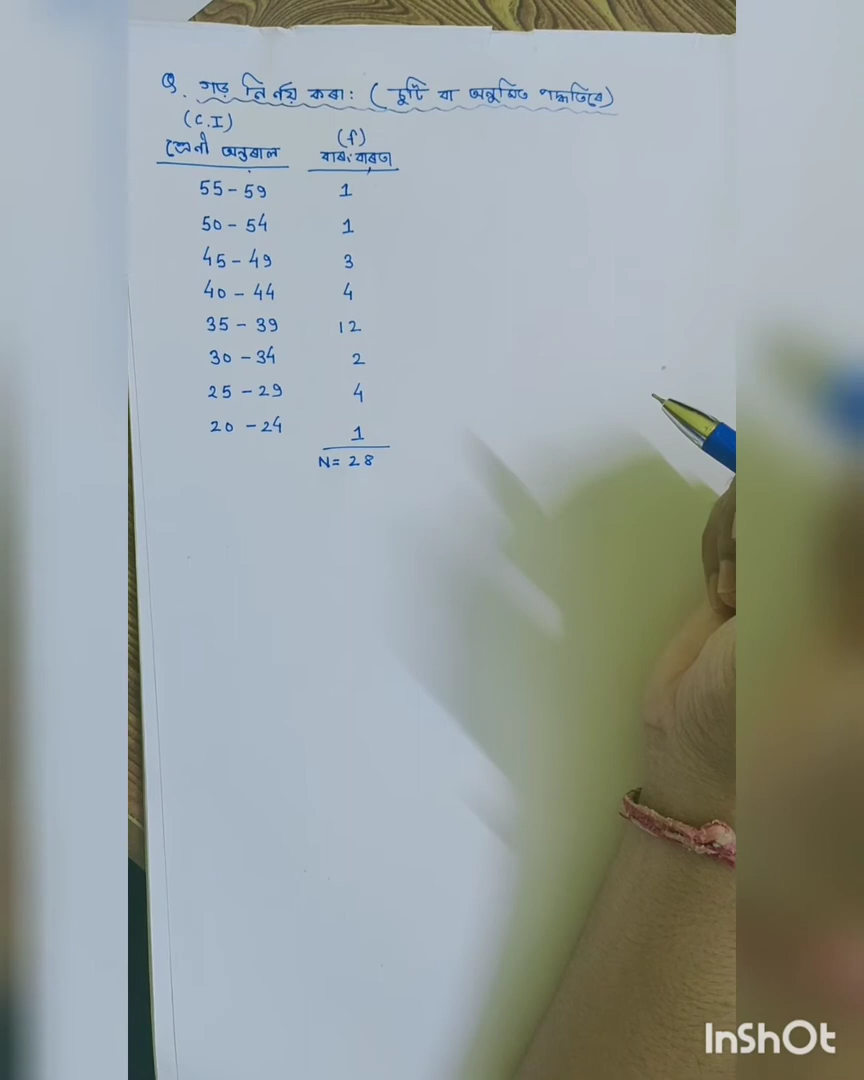 Q. গড় নিৰ্ণয় কৰা: (চুটি বা অনুমিত পদ্ধতিৰে)
(C.I) (f)
শ্ৰেণী অন্তৰাল বাৰংবাৰতা
55 - 59 1
50 - 54 1
45 - 49 3
40 - 44 4
35 - 39 12
30 - 34 2
25 - 29 4
20 - 24 1
N = 28
InShOt